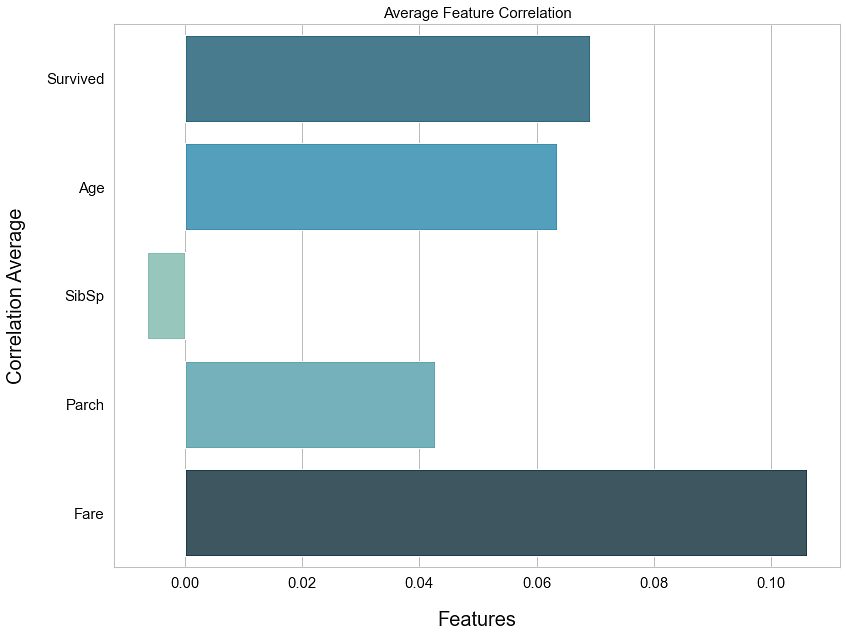 Average Feature Correlation
Correlation Average
Survived
Age
SibSp
Parch
Fare
0.00 0.02 0.04 0.06 0.08 0.10
Features